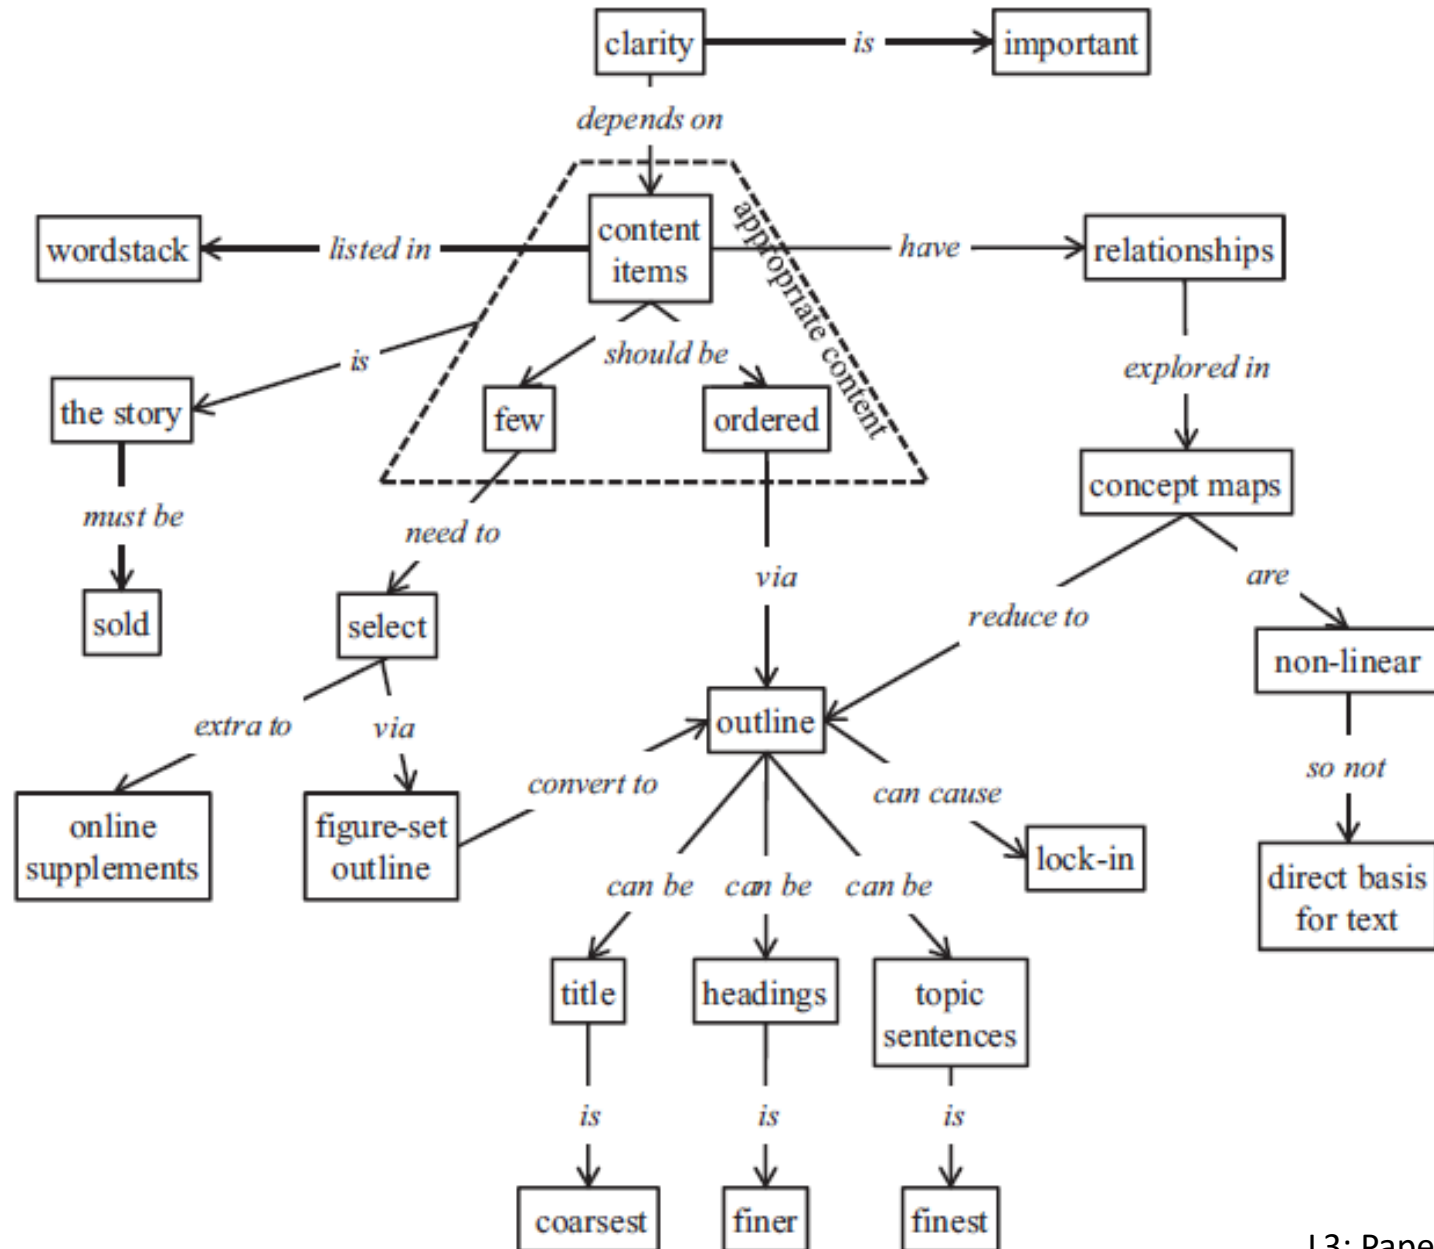 clarity
is
important
depends on
content
items
appropriate content
wordstack
listed in
have
relationships
is
should be
explored in
the story
few
ordered
concept maps
must be
need to
via
are
reduce to
sold
select
non-linear
extra to
via
outline
so not
convert to
can cause
online
supplements
figure-set
outline
lock-in
direct basis
for text
can be
can be
can be
title
headings
topic
sentences
is
is
is
coarsest
finer
finest